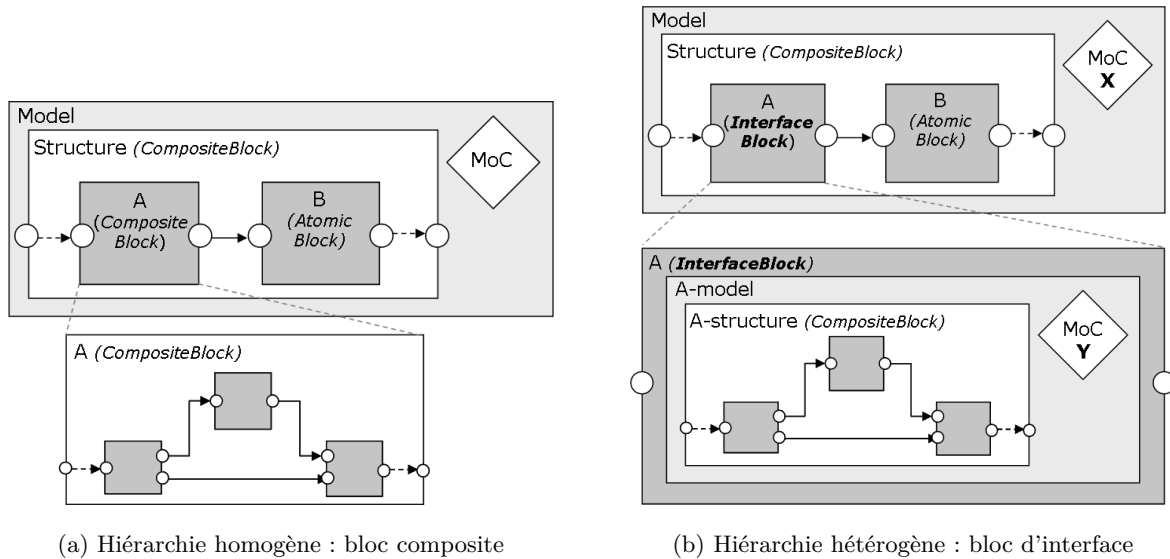 Model
Structure (CompositeBlock)
MoC
A
(Composite
Block)
B
(Atomic
Block)
A (CompositeBlock)
(a) Hiérarchie homogène : bloc composite
Model
Structure (CompositeBlock)
MoC
X
A
(Interface
Block)
B
(Atomic
Block)
A (InterfaceBlock)
A-model
A-structure (CompositeBlock)
MoC
Y
(b) Hiérarchie hétérogène : bloc d'interface